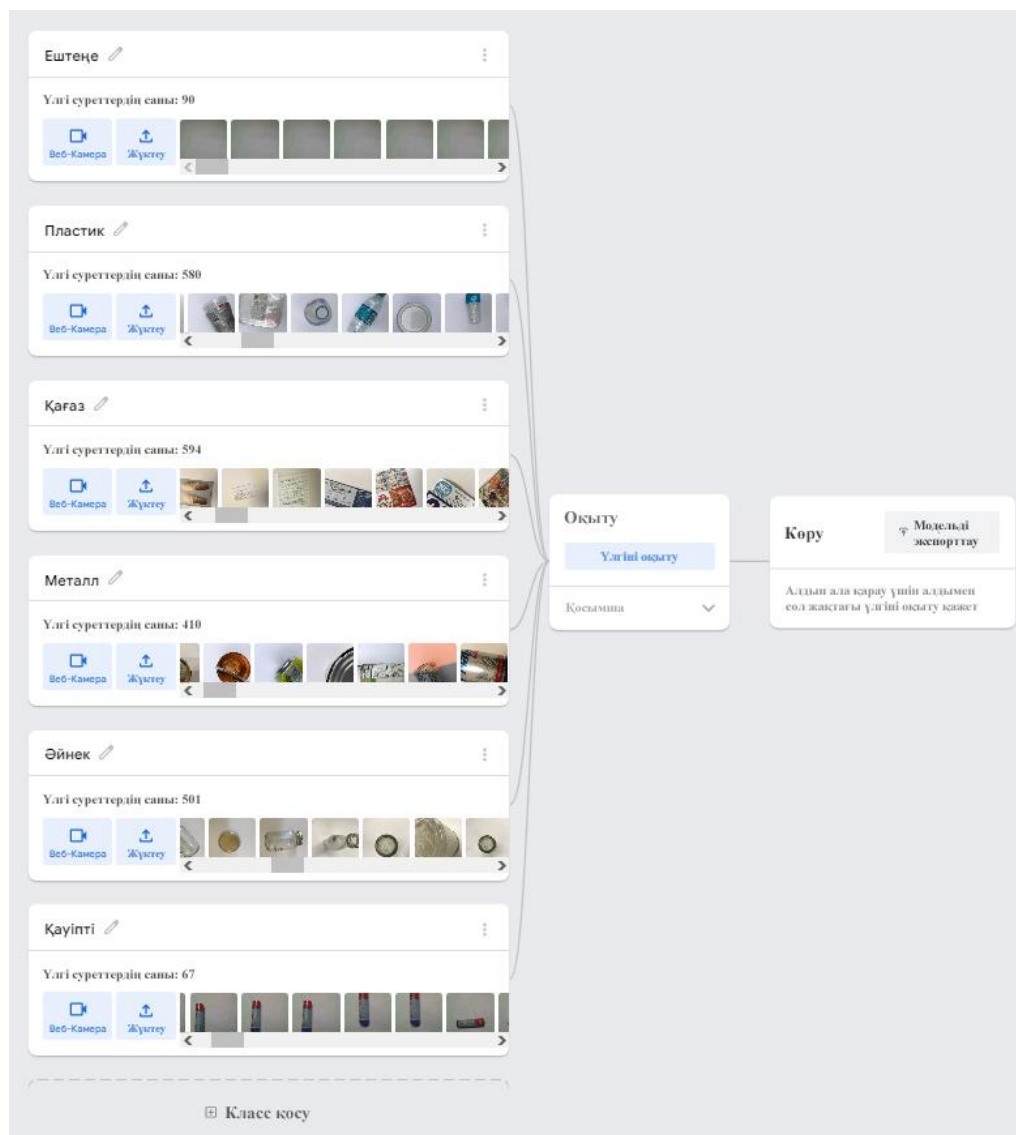 Ештеңе
Үлгі суреттердің саны: 90
Веб-Камера Жүктеу
Пластик
Үлгі суреттердің саны: 580
Веб-Камера Жүктеу
Қағаз
Үлгі суреттердің саны: 594
Веб-Камера Жүктеу
Металл
Үлгі суреттердің саны: 410
Веб-Камера Жүктеу
Әйнек
Үлгі суреттердің саны: 501
Веб-Камера Жүктеу
Қауіпті
Үлгі суреттердің саны: 67
Веб-Камера Жүктеу
Класс қосу
Оқыту
Үлгіні оқыту
Қосымша
Көру
Модельді
экспорттау
Алдын ала қарау үшін алдымен
сол жақтағы үлгіні оқыту қажет